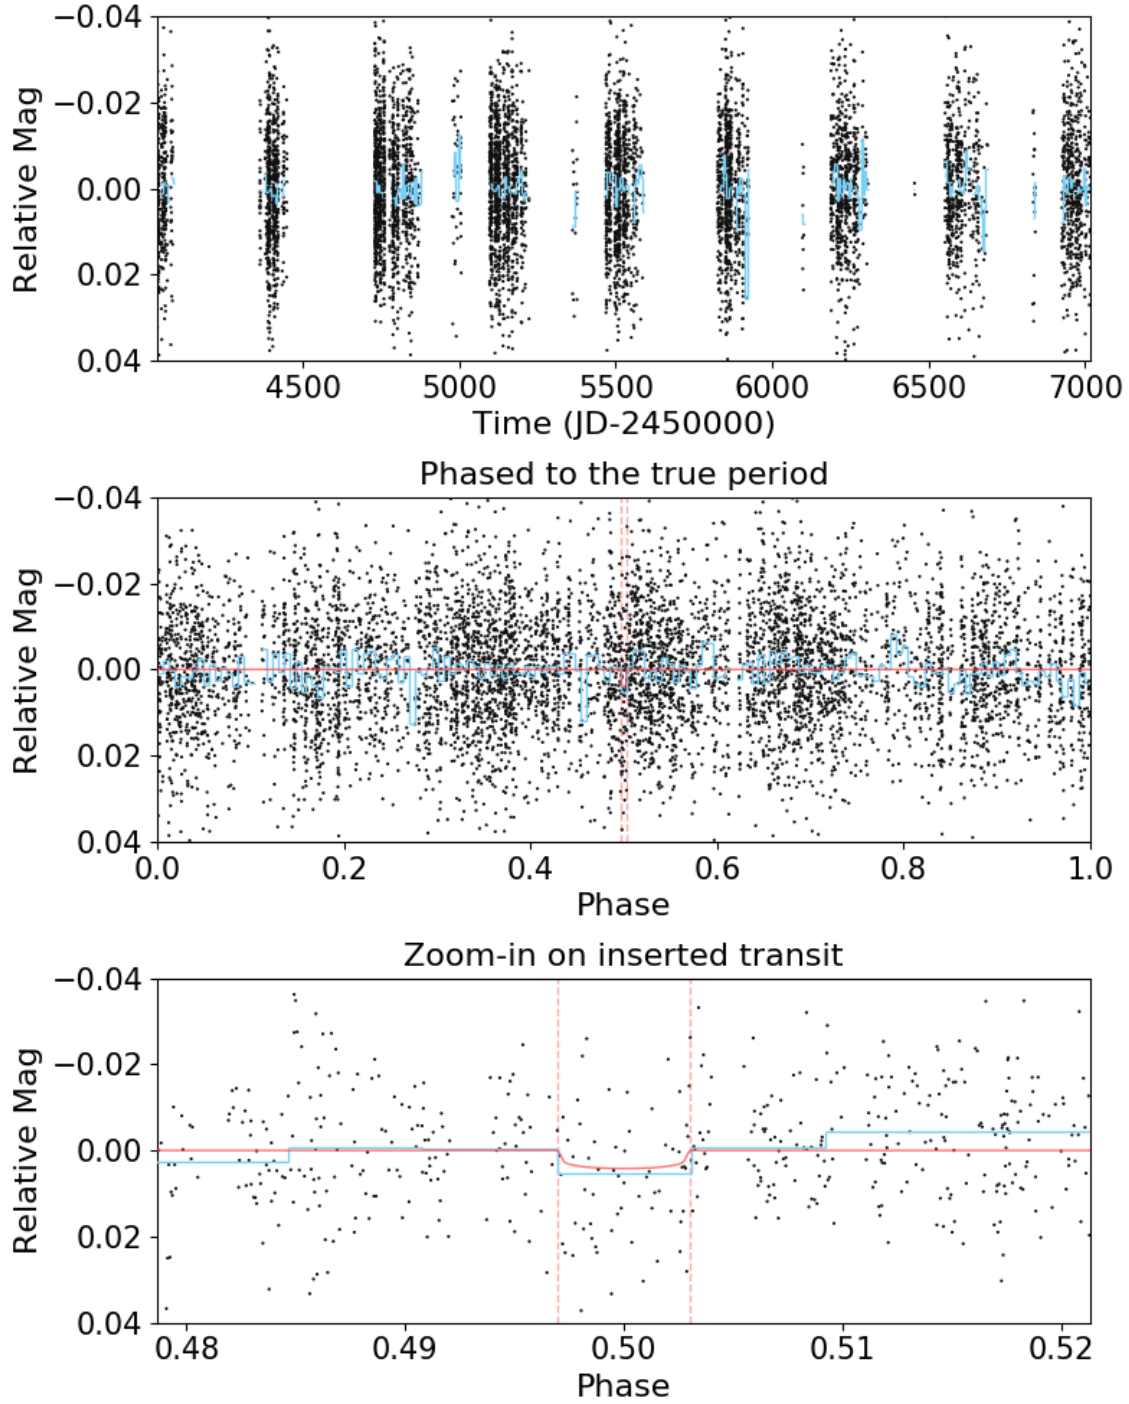 −0.04
−0.02
0.00
0.02
0.04
Relative Mag
4500 5000 5500 6000 6500 7000
Time (JD-2450000)
Phased to the true period
−0.04
−0.02
0.00
0.02
0.04
Relative Mag
0.0 0.2 0.4 0.6 0.8 1.0
Phase
Zoom-in on inserted transit
−0.04
−0.02
0.00
0.02
0.04
Relative Mag
0.48 0.49 0.50 0.51 0.52
Phase